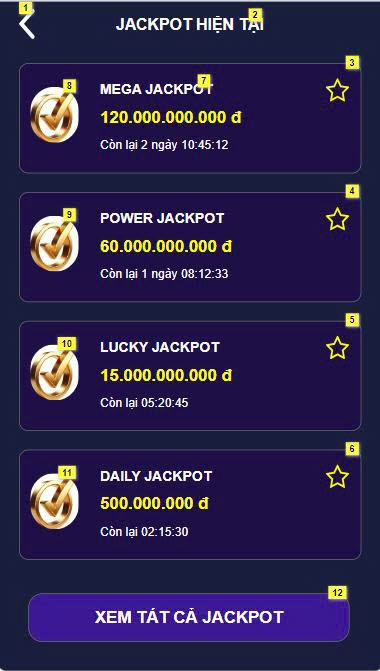 1
2
JACKPOT HIỆN TẠI
3
7
8
MEGA JACKPOT
120.000.000.000 đ
Còn lại 2 ngày 10:45:12
4
9
POWER JACKPOT
60.000.000.000 đ
Còn lại 1 ngày 08:12:33
5
10
LUCKY JACKPOT
15.000.000.000 đ
Còn lại 05:20:45
6
11
DAILY JACKPOT
500.000.000 đ
Còn lại 02:15:30
12
XEM TẤT CẢ JACKPOT